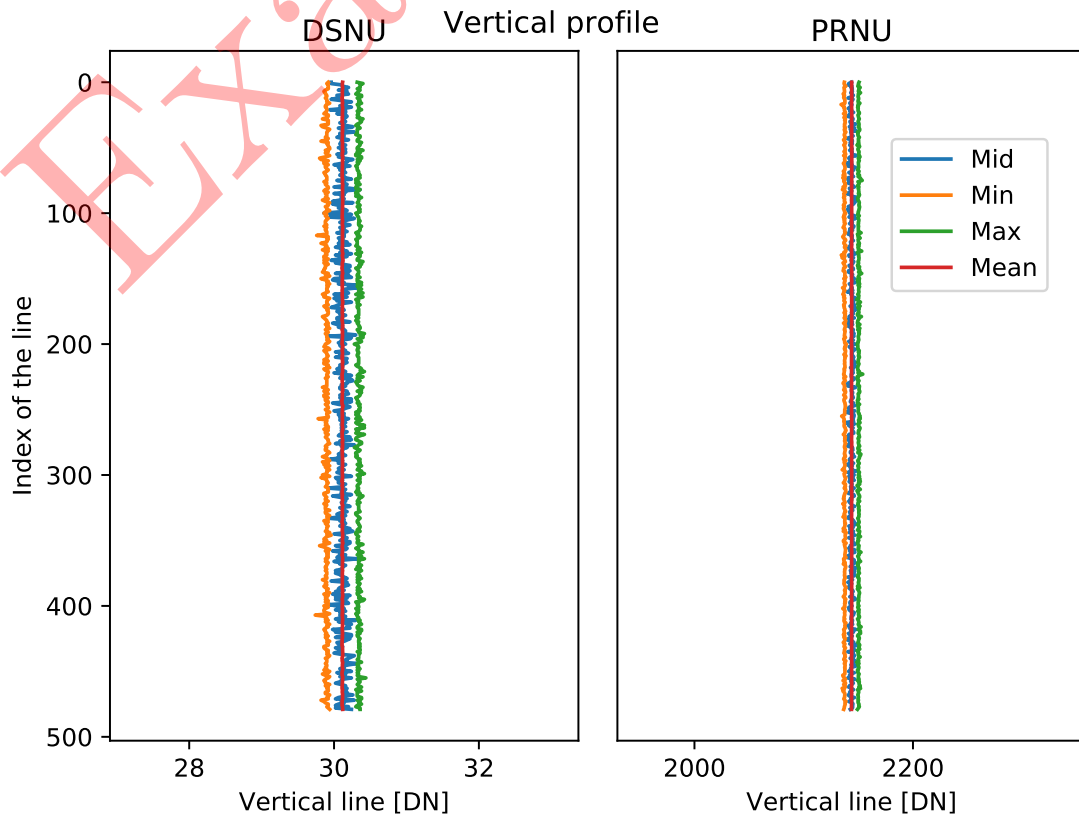 Vertical profile
DSNU
PRNU
Exa
0
100
200
300
400
500
Index of the line
28
30
32
Vertical line [DN]
2000
2200
Vertical line [DN]
Mid
Min
Max
Mean